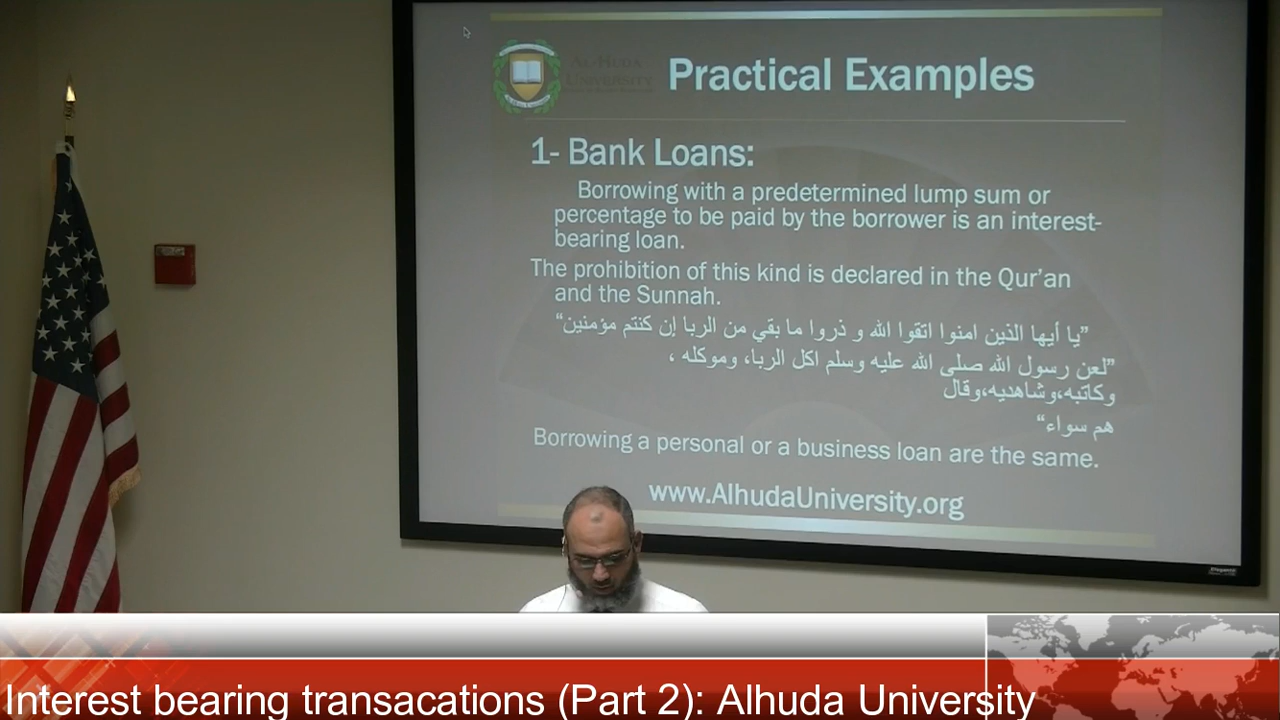 AL-HUDA
UNIVERSITY
Practical Examples
1- Bank Loans:
Borrowing with a predetermined lump sum or
percentage to be paid by the borrower is an interest-
bearing loan.
The prohibition of this kind is declared in the Qur'an
and the Sunnah.
”يا أيها الذين امنوا اتقوا الله و ذروا ما بقي من الربا إن كنتم مؤمنين“
”لعن رسول الله صلى الله عليه وسلم اكل الربا، وموكله ،
وكاتبه،وشاهديه،وقال
هم سواء“
Borrowing a personal or a business loan are the same.
www.AlhudaUniversity.org
Interest bearing transacations (Part 2): Alhuda University